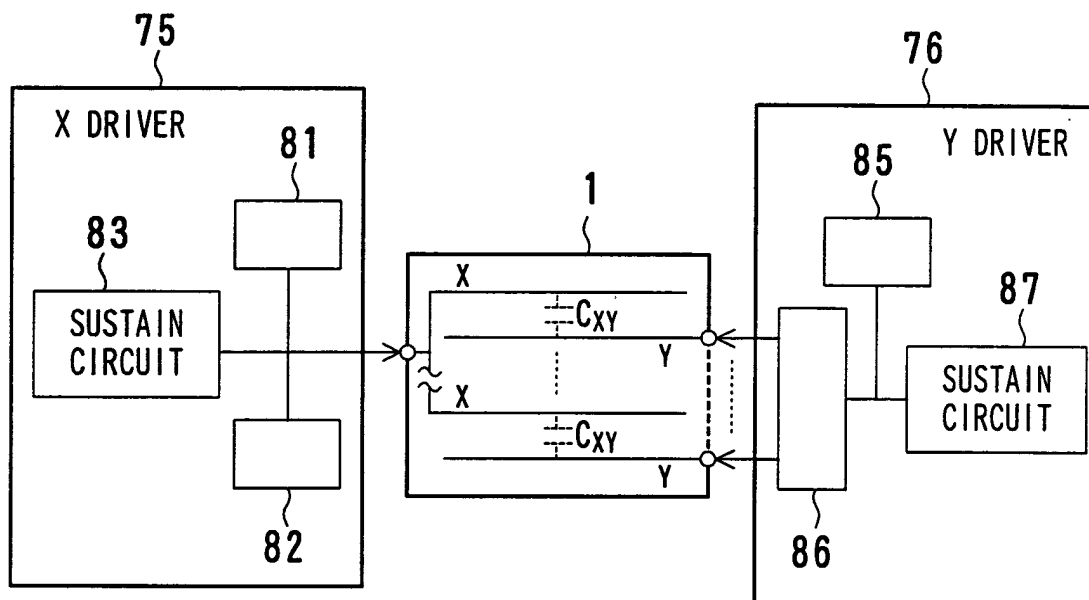 75
X DRIVER
81
83
SUSTAIN
CIRCUIT
82
1
X
CXY
Y
X
CXY
Y
76
Y DRIVER
85
87
SUSTAIN
CIRCUIT
86